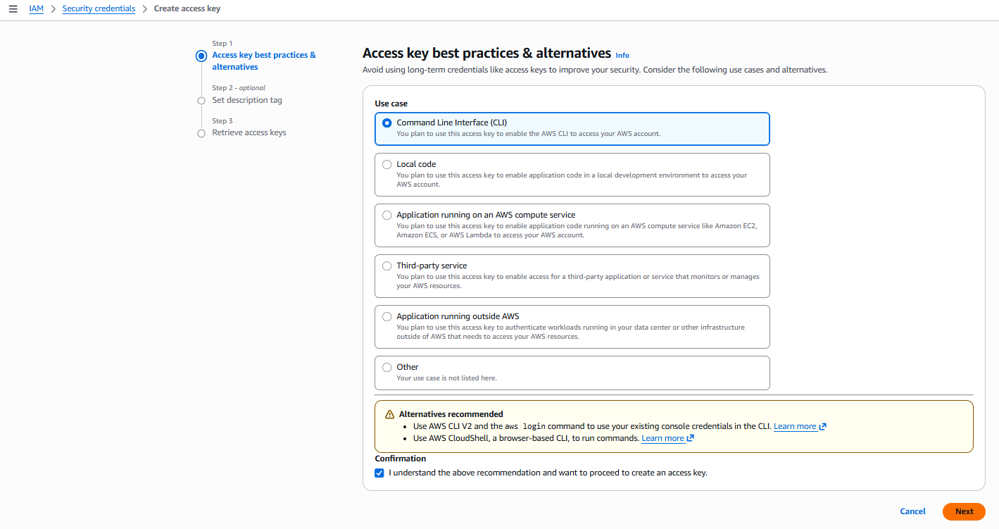 IAM > Security credentials > Create access key
Step 1
Access key best practices &
alternatives
Step 2 - optional
Set description tag
Step 3
Retrieve access keys
Access key best practices & alternatives Info
Avoid using long-term credentials like access keys to improve your security. Consider the following use cases and alternatives.
Use case
Command Line Interface (CLI)
You plan to use this access key to enable the AWS CLI to access your AWS account.
Local code
You plan to use this access key to enable application code in a local development environment to access your
AWS account.
Application running on an AWS compute service
You plan to use this access key to enable application code running on an AWS compute service like Amazon EC2,
Amazon ECS, or AWS Lambda to access your AWS account.
Third-party service
You plan to use this access key to enable access for a third-party application or service that monitors or manages
your AWS resources.
Application running outside AWS
You plan to use this access key to authenticate workloads running in your data center or other infrastructure
outside of AWS that needs to access your AWS resources.
Other
Your use case is not listed here.
Alternatives recommended
• Use AWS CLI V2 and the aws login command to use your existing console credentials in the CLI. Learn more
• Use AWS CloudShell, a browser-based CLI, to run commands. Learn more
Confirmation
I understand the above recommendation and want to proceed to create an access key.
Cancel Next